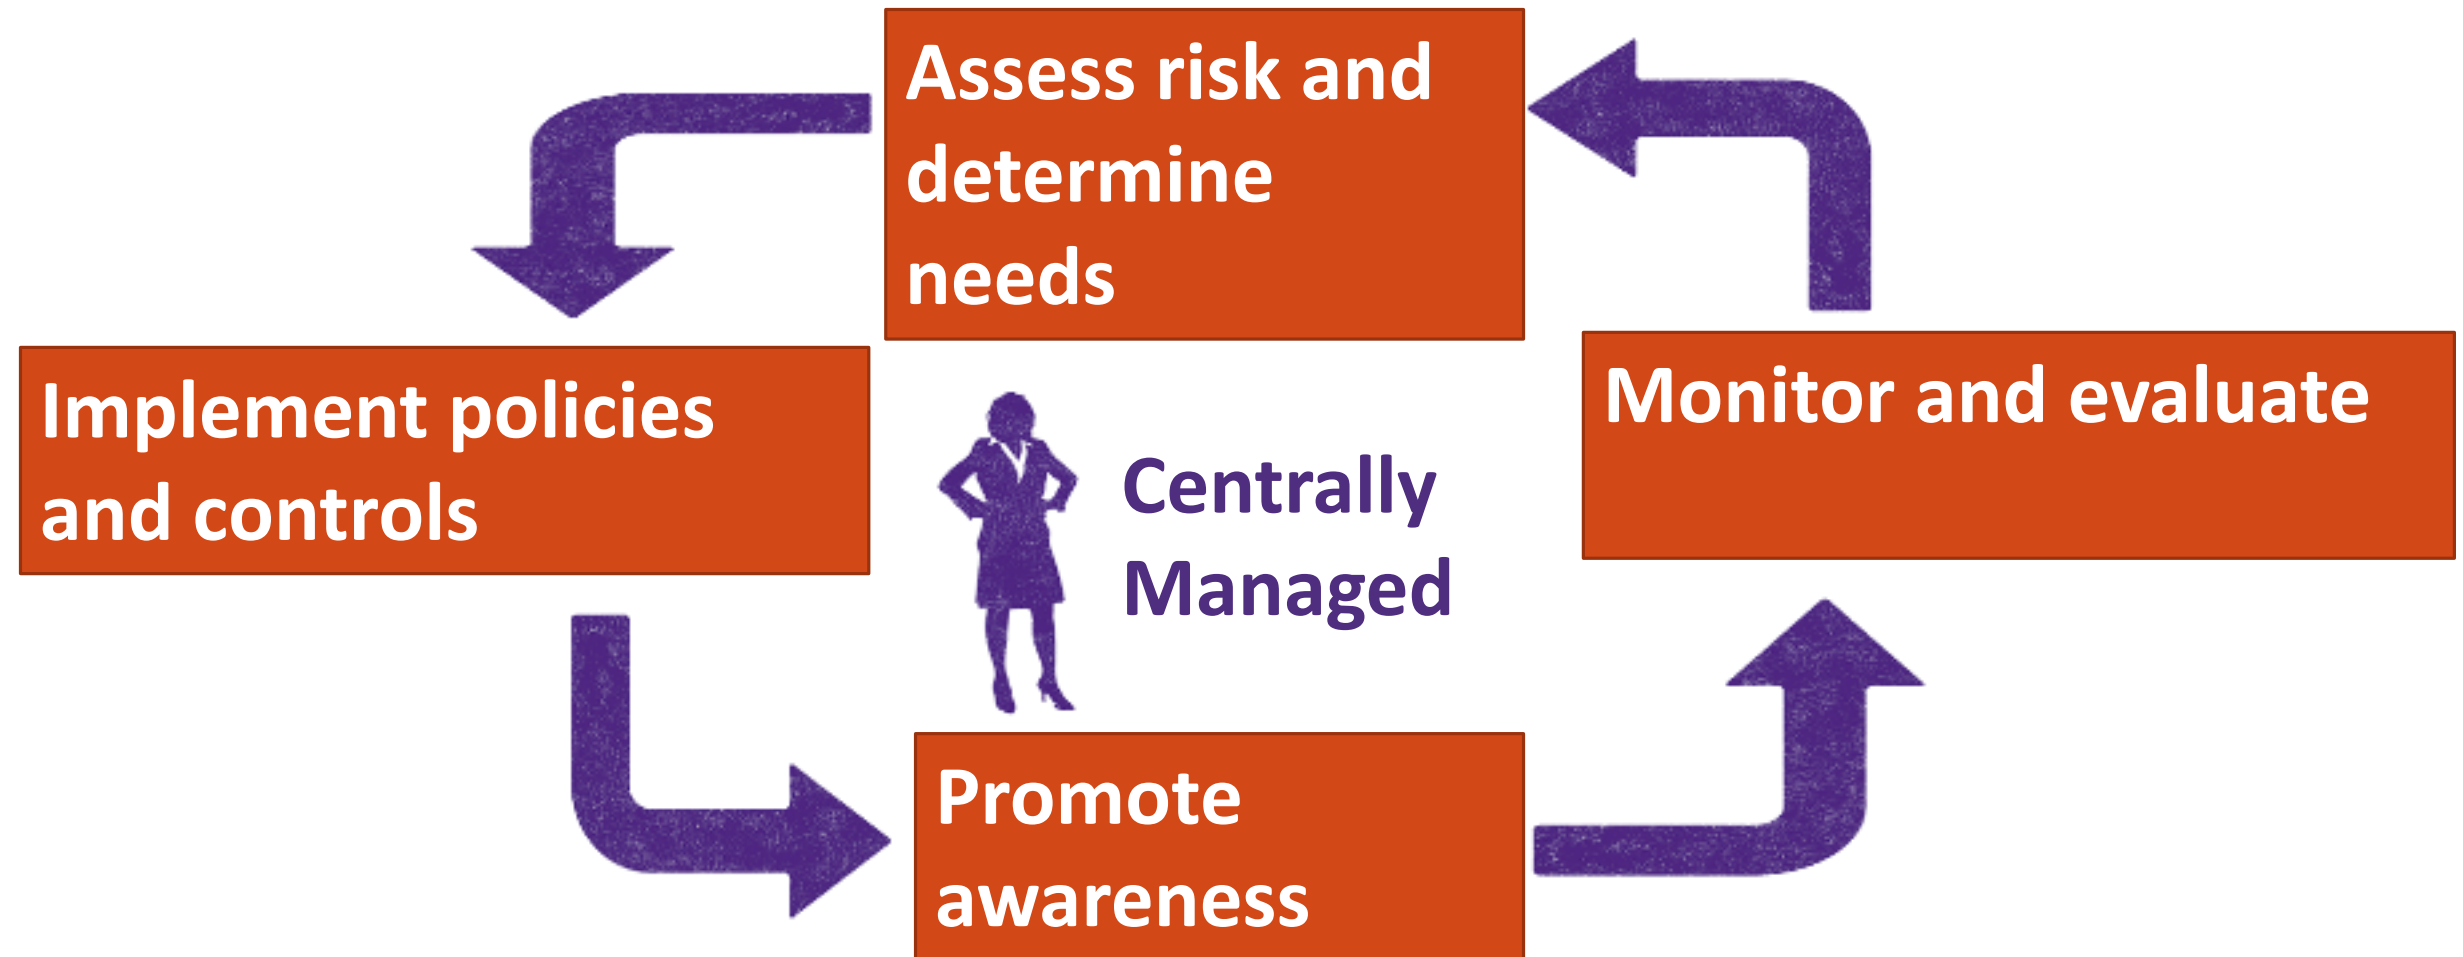 Assess risk and
determine
needs
Implement policies
and controls
Centrally
Managed
Monitor and evaluate
Promote
awareness